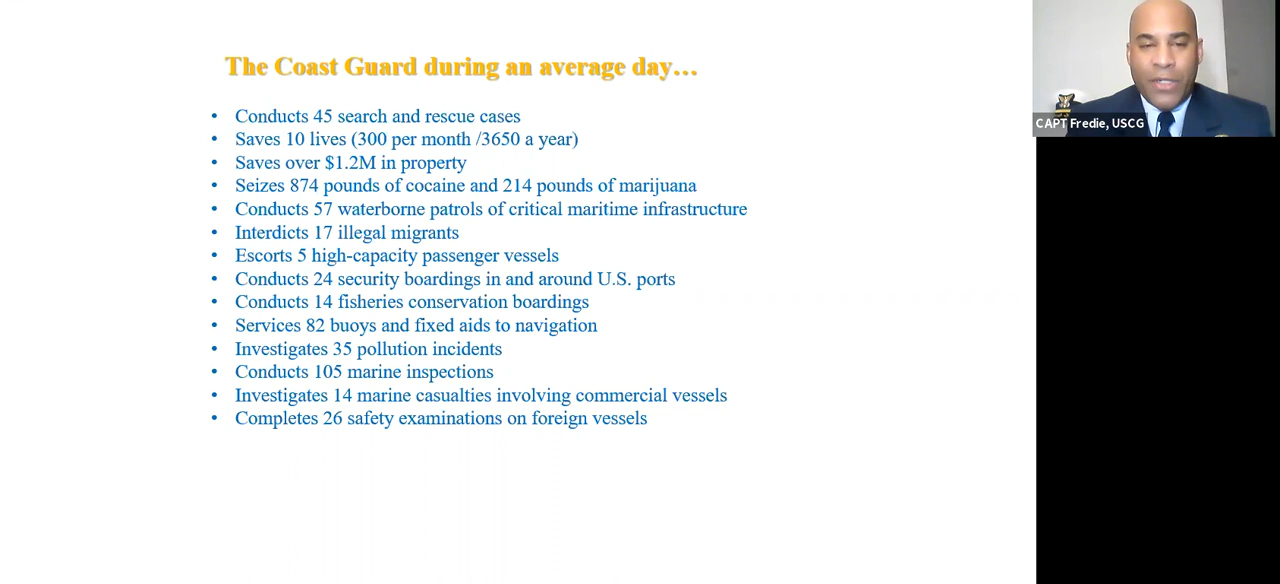 The Coast Guard during an average day…
• Conducts 45 search and rescue cases
• Saves 10 lives (300 per month /3650 a year)
• Saves over $1.2M in property
• Seizes 874 pounds of cocaine and 214 pounds of marijuana
• Conducts 57 waterborne patrols of critical maritime infrastructure
• Interdicts 17 illegal migrants
• Escorts 5 high-capacity passenger vessels
• Conducts 24 security boardings in and around U.S. ports
• Conducts 14 fisheries conservation boardings
• Services 82 buoys and fixed aids to navigation
• Investigates 35 pollution incidents
• Conducts 105 marine inspections
• Investigates 14 marine casualties involving commercial vessels
• Completes 26 safety examinations on foreign vessels
CAPT Fredie, USCG